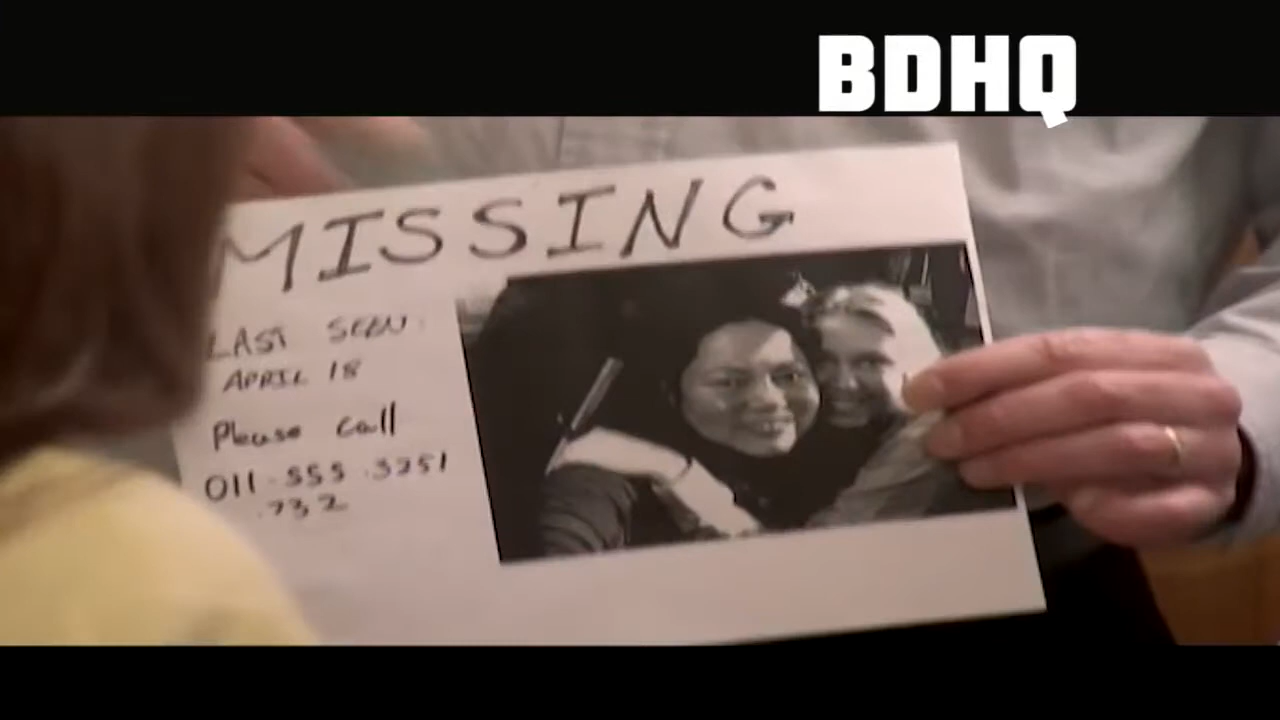 BDHQ
MISSING
LAST SEEN:
APRIL 18
Please call
011-555-3251
.732